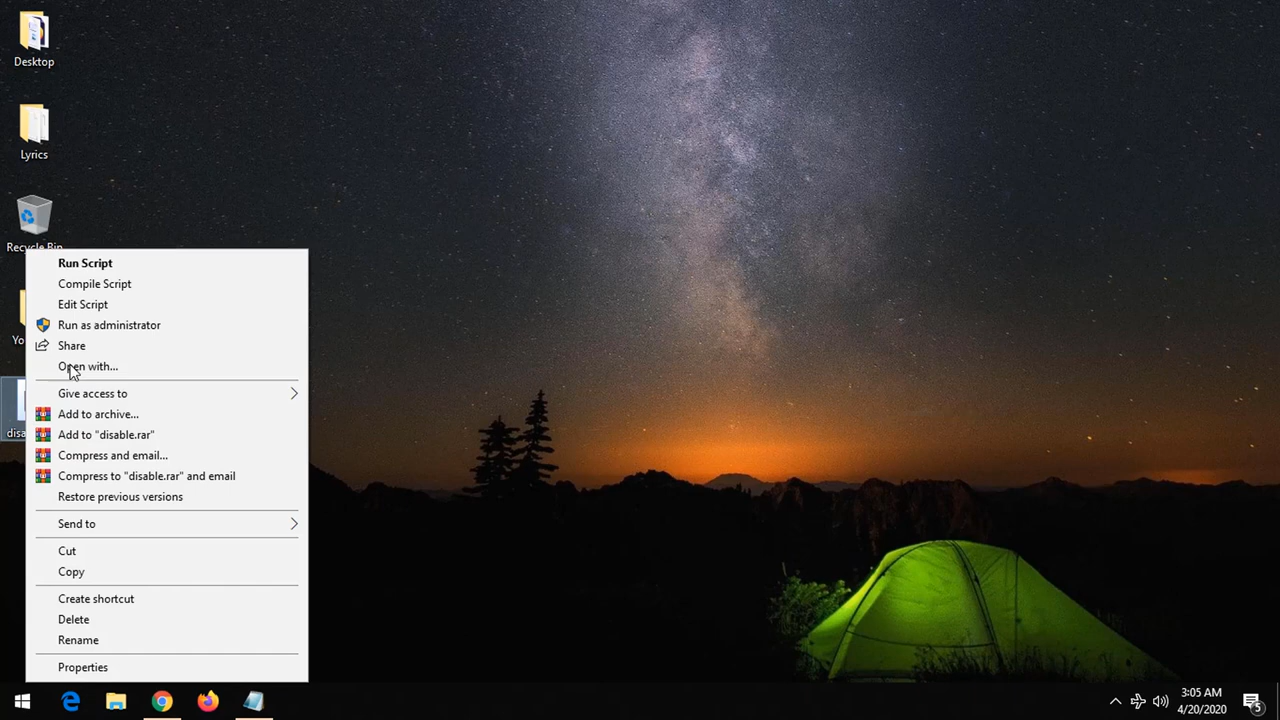 Desktop
Lyrics
Recycle Bin
Run Script
Compile Script
Edit Script
Run as administrator
Share
Open with...
Give access to
Add to archive...
Add to "disable.rar"
Compress and email...
Compress to "disable.rar" and email
Restore previous versions
Send to
Cut
Copy
Create shortcut
Delete
Rename
Properties
3:05 AM
4/20/2020
5